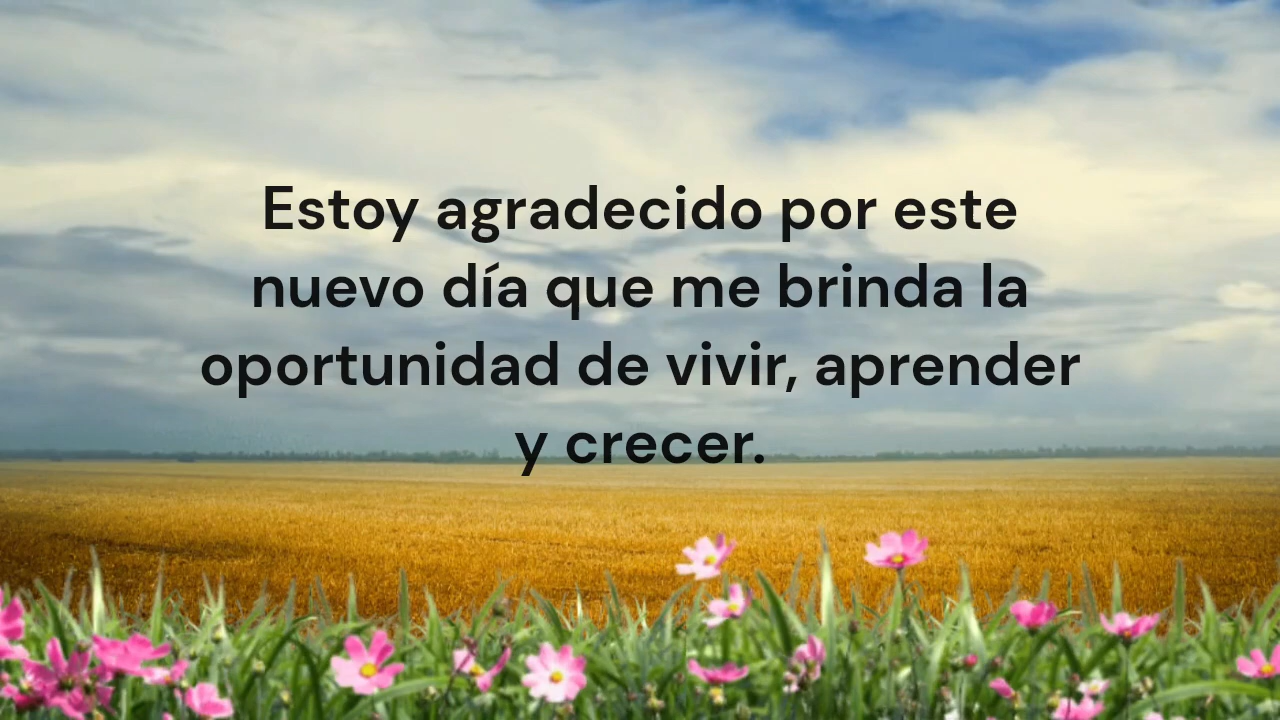 Estoy agradecido por este
nuevo día que me brinda la
oportunidad de vivir, aprender
y crecer.